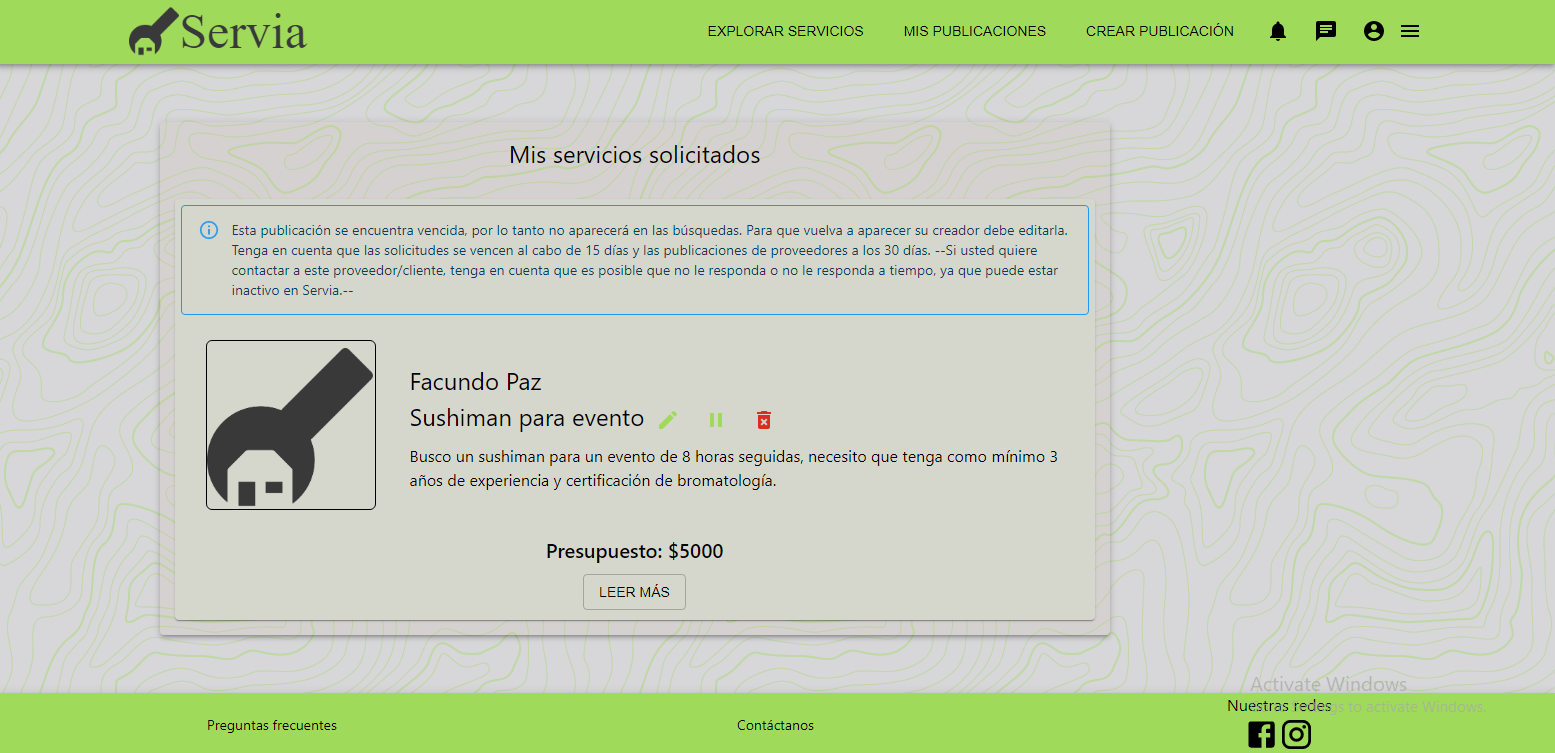 Servia
EXPLORAR SERVICIOS
MIS PUBLICACIONES
CREAR PUBLICACIÓN
Mis servicios solicitados
Esta publicación se encuentra vencida, por lo tanto no aparecerá en las búsquedas. Para que vuelva a aparecer su creador debe editarla.
Tenga en cuenta que las solicitudes se vencen al cabo de 15 días y las publicaciones de proveedores a los 30 días. --Si usted quiere
contactar a este proveedor/cliente, tenga en cuenta que es posible que no le responda o no le responda a tiempo, ya que puede estar
inactivo en Servia.--
Facundo Paz
Sushiman para evento
Busco un sushiman para un evento de 8 horas seguidas, necesito que tenga como mínimo 3
años de experiencia y certificación de bromatología.
Presupuesto: $5000
LEER MÁS
Activate Windows
to activate Windows.
Preguntas frecuentes
Contáctanos
Nuestras redes